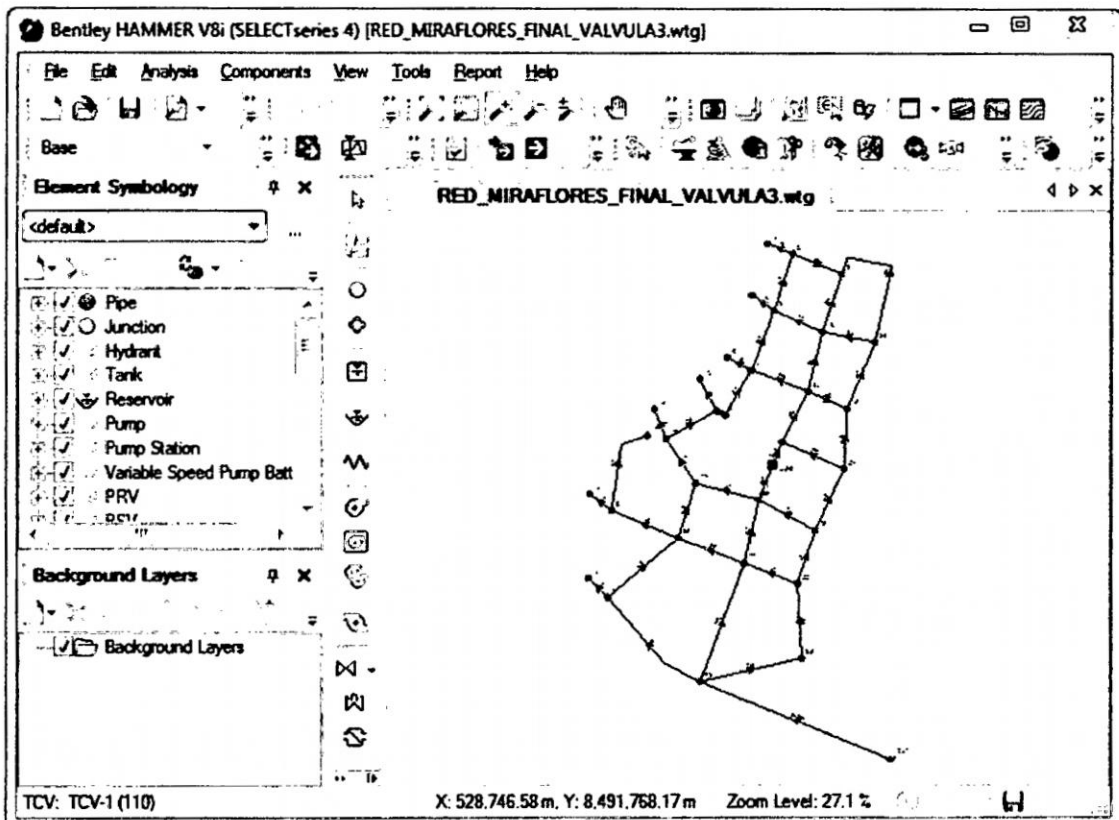 Bentley HAMMER V8i (SELECTseries 4) [RED_MIRAFLORES_FINAL_VALVULA3.wtg]
File Edit Analysis Components View Tools Report Help
Base
Element Symbology
RED_MIRAFLORES_FINAL_VALVULA3.wtg
<default>
Pipe
Junction
Hydrant
Tank
Reservoir
Pump
Pump Station
Variable Speed Pump Batt
PRV
PSV
Background Layers
Background Layers
TCV: TCV-1 (110)
X: 528,746.58 m, Y: 8,491,768.17 m
Zoom Level: 27.1 %